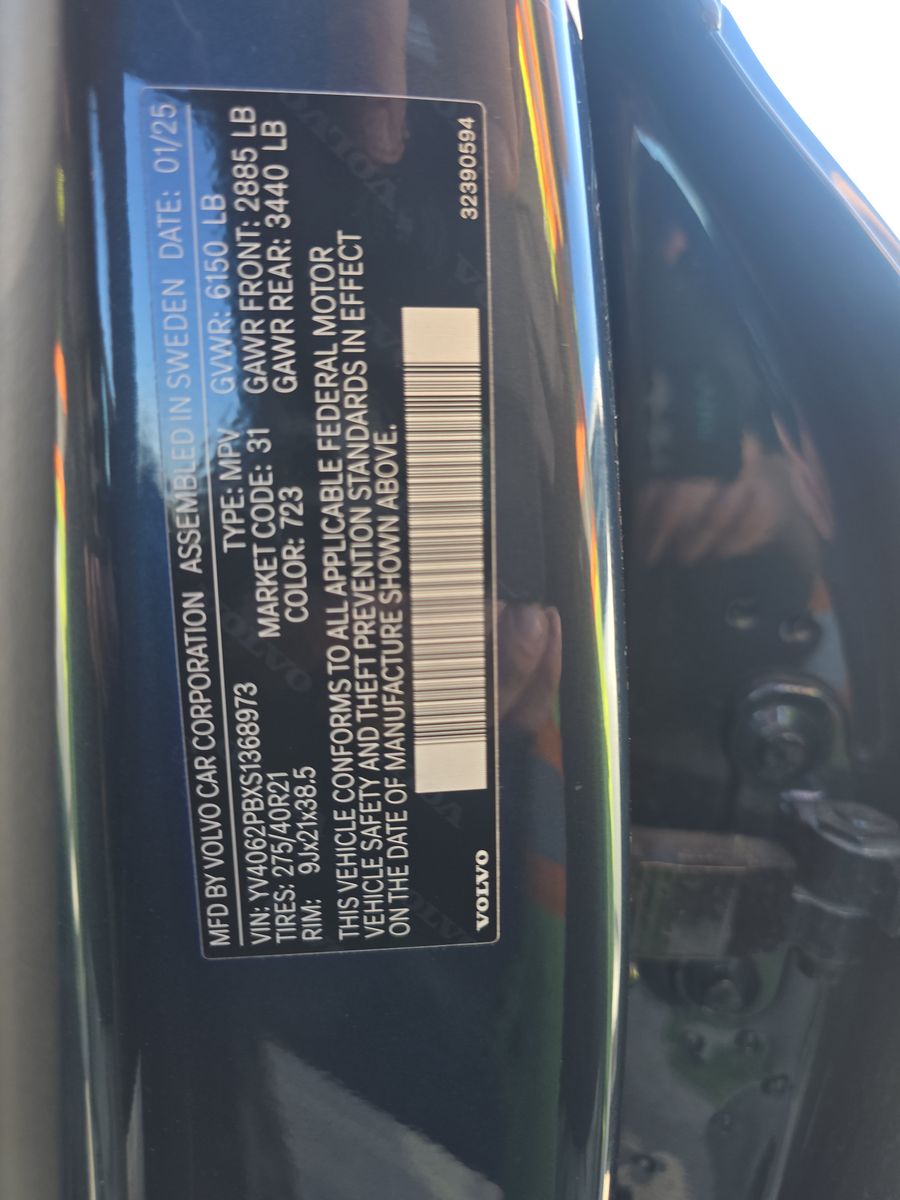 MFD BY VOLVO CAR CORPORATION ASSEMBLED IN SWEDEN DATE: 01/25
VIN: YV4062PBXS1368973 TYPE: MPV GVWR: 6150 LB
TIRES: 275/40R21 MARKET CODE: 31 GAWR FRONT: 2885 LB
RIM: 9Jx21x38.5 COLOR: 723 GAWR REAR: 3440 LB
THIS VEHICLE CONFORMS TO ALL APPLICABLE FEDERAL MOTOR
VEHICLE SAFETY AND THEFT PREVENTION STANDARDS IN EFFECT
ON THE DATE OF MANUFACTURE SHOWN ABOVE.
VOLVO 32390594